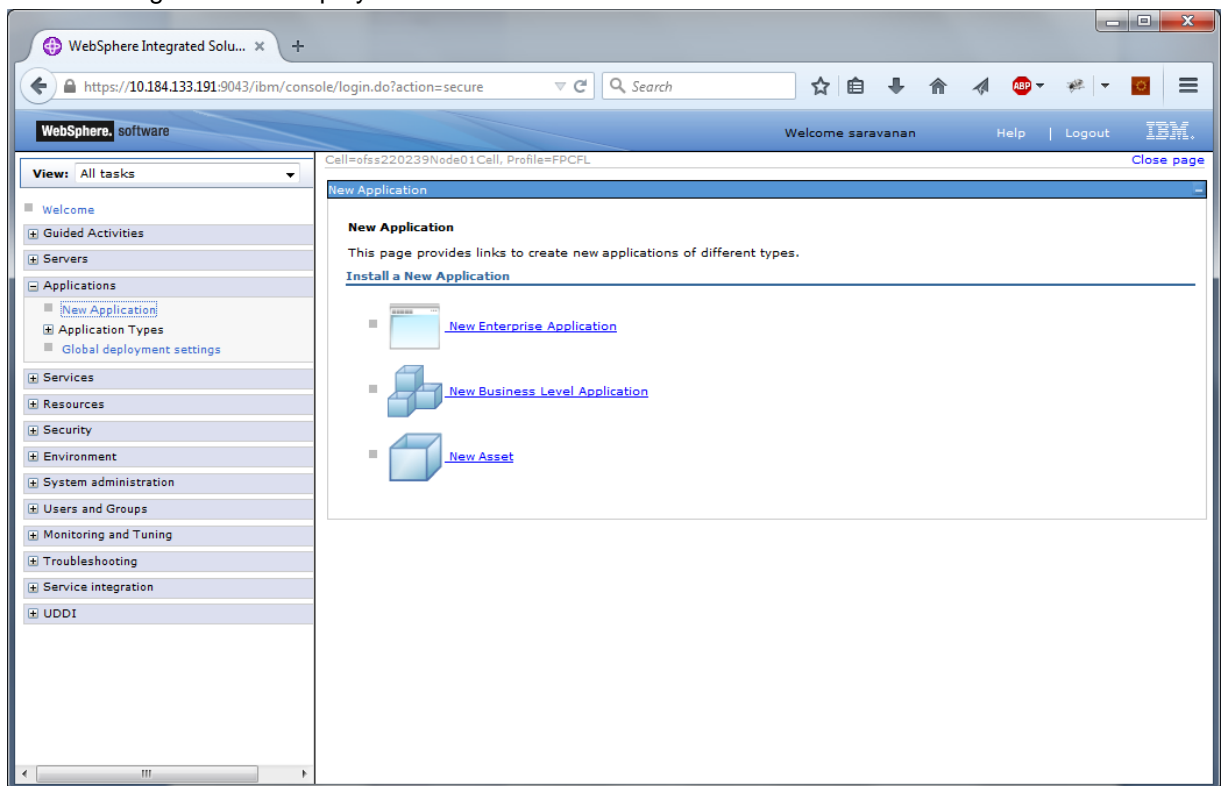 WebSphere Integrated Solu...
https://10.184.133.191:9043/ibm/console/login.do?action=secure
Search
ABP
WebSphere. software
Welcome saravanan
Help | Logout
IBM.
View: All tasks
Cell=ofss220239Node01Cell, Profile=FPCFL
Close page
Welcome
Guided Activities
Servers
Applications
New Application
Application Types
Global deployment settings
Services
Resources
Security
Environment
System administration
Users and Groups
Monitoring and Tuning
Troubleshooting
Service integration
UDDI
New Application
New Application
This page provides links to create new applications of different types.
Install a New Application
New Enterprise Application
New Business Level Application
New Asset